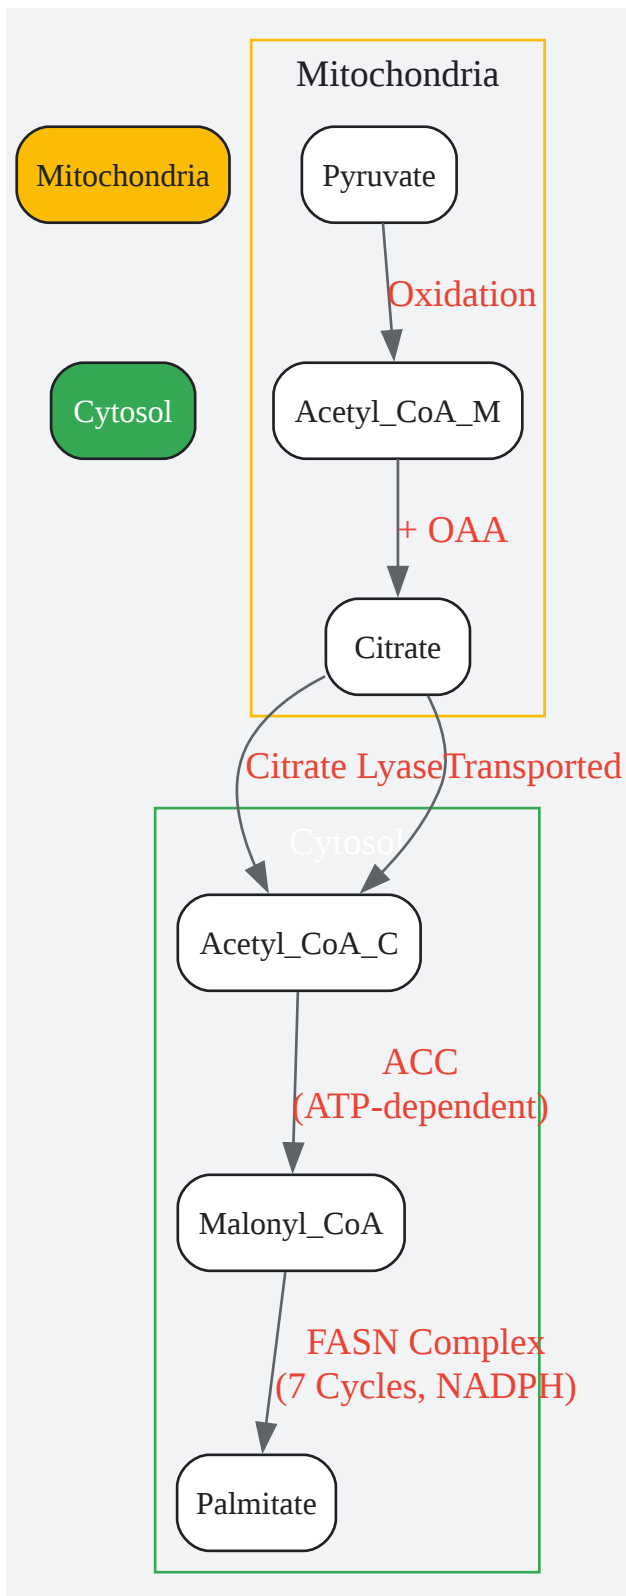 Mitochondria
Mitochondria
Pyruvate
Oxidation
Cytosol
Acetyl_CoA_M
+ OAA
Citrate
Citrate Lyase
Transported
Cytosol
Acetyl_CoA_C
ACC
(ATP-dependent)
Malonyl_CoA
FASN Complex
(7 Cycles, NADPH)
Palmitate